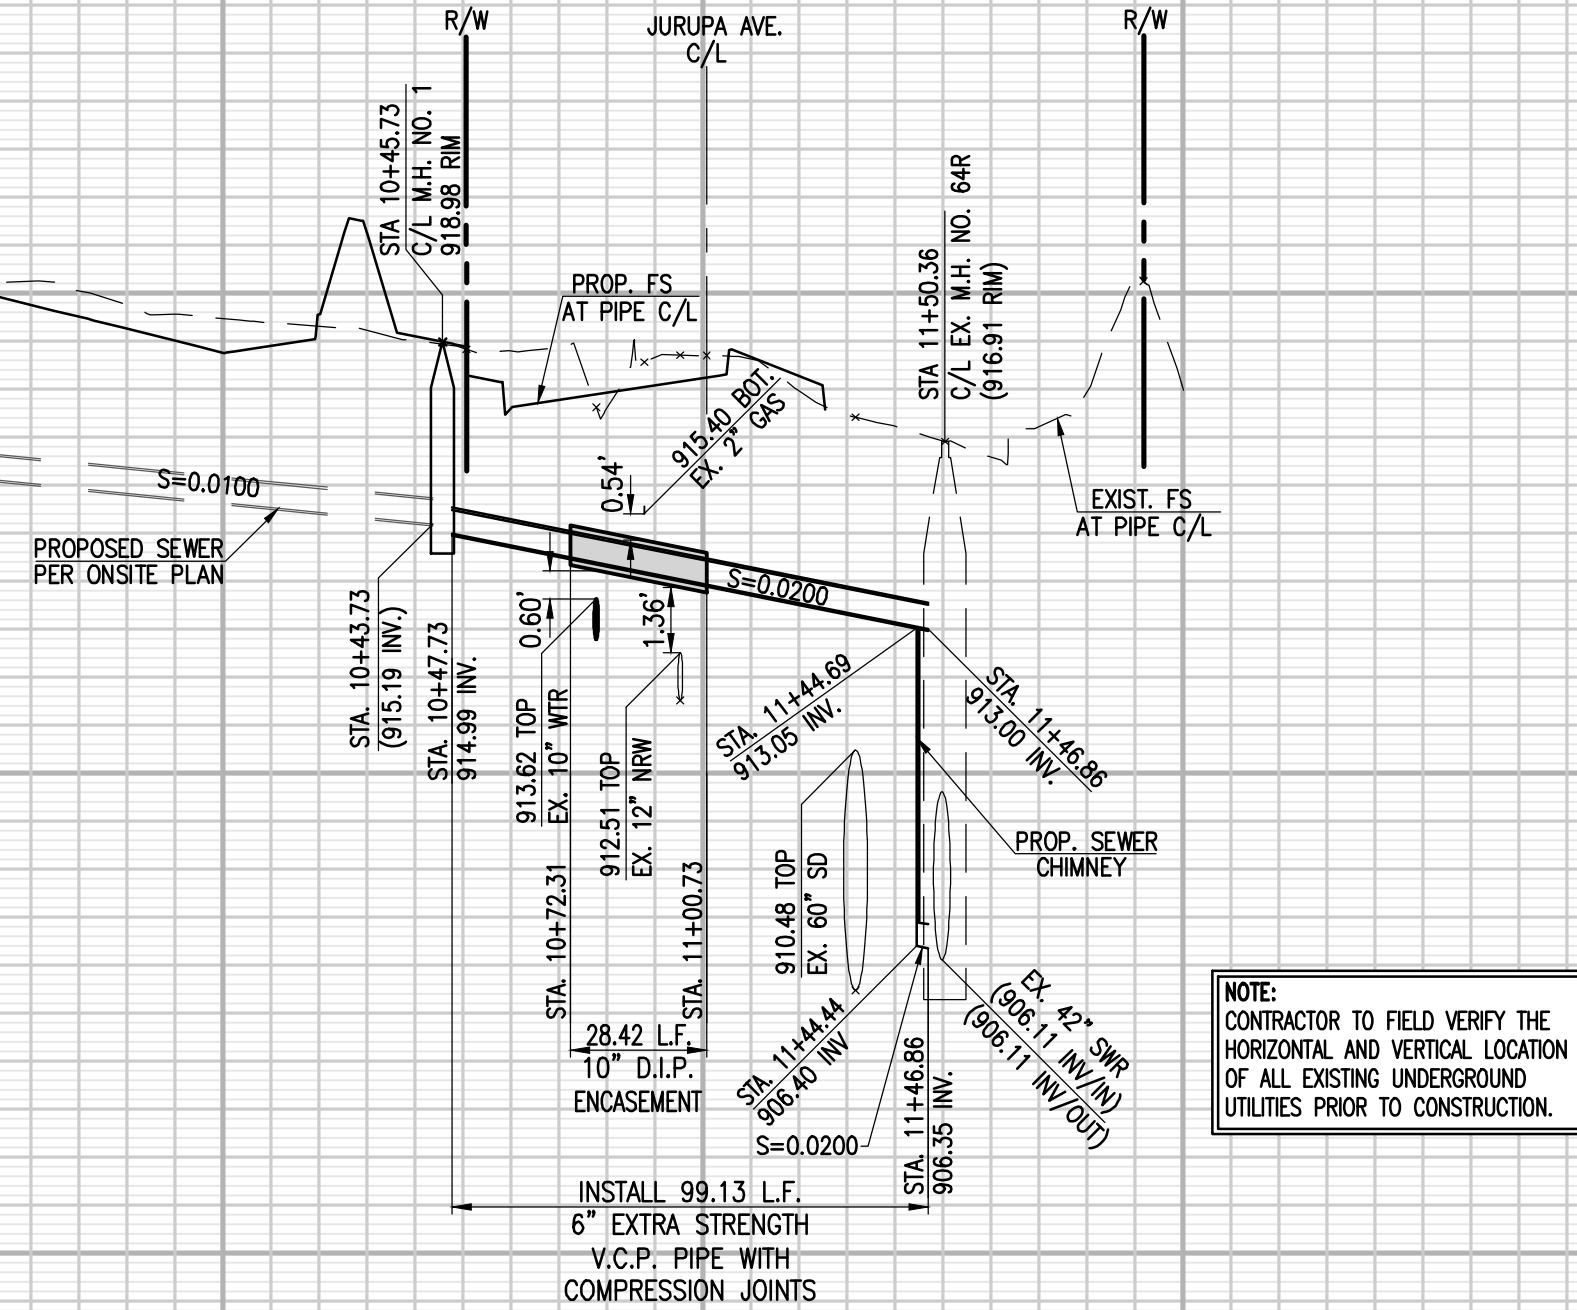 R/W
JURUPA AVE.
C/L
R/W
STA 10+45.73
C/L M.H. NO. 1
918.98 RIM
PROP. FS
AT PIPE C/L
STA 11+50.36
C/L EX. M.H. NO. 64R
(916.91 RIM)
915.40 BOT.
EX. 2" GAS
0.54'
S=0.0100
PROPOSED SEWER
PER ONSITE PLAN
EXIST. FS
AT PIPE C/L
S=0.0200
0.60'
1.36'
STA. 10+43.73
(915.19 INV.)
STA. 10+47.73
914.99 INV.
913.62 TOP
EX. 10" WTR
912.51 TOP
EX. 12" NRW
STA. 11+44.69
913.05 INV.
STA. 11+46.86
913.00 INV.
PROP. SEWER
CHIMNEY
STA. 10+72.31
STA. 11+00.73
910.48 TOP
EX. 60" SD
28.42 L.F.
10" D.I.P.
ENCASEMENT
STA. 11+44.44
906.40 INV
S=0.0200
STA. 11+46.86
906.35 INV.
EX. 42" SWR
(906.11 INV/IN)
(906.11 INV/OUT)
INSTALL 99.13 L.F.
6" EXTRA STRENGTH
V.C.P. PIPE WITH
COMPRESSION JOINTS
NOTE:
CONTRACTOR TO FIELD VERIFY THE
HORIZONTAL AND VERTICAL LOCATION
OF ALL EXISTING UNDERGROUND
UTILITIES PRIOR TO CONSTRUCTION.